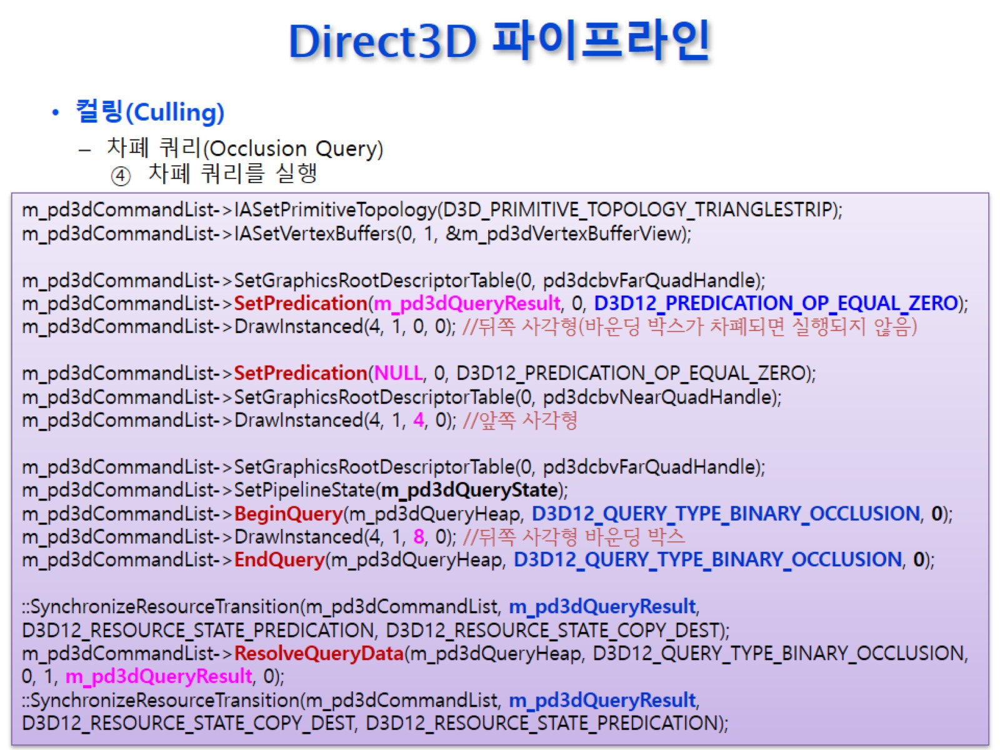 Direct3D 파이프라인
• 컬링(Culling)
– 차폐 쿼리(Occlusion Query)
④ 차폐 쿼리를 실행
m_pd3dCommandList->IASetPrimitiveTopology(D3D_PRIMITIVE_TOPOLOGY_TRIANGLESTRIP);
m_pd3dCommandList->IASetVertexBuffers(0, 1, &m_pd3dVertexBufferView);
m_pd3dCommandList->SetGraphicsRootDescriptorTable(0, pd3dcbvFarQuadHandle);
m_pd3dCommandList->SetPredication(m_pd3dQueryResult, 0, D3D12_PREDICATION_OP_EQUAL_ZERO);
m_pd3dCommandList->DrawInstanced(4, 1, 0, 0); //뒤쪽 사각형(바운딩 박스가 차폐되면 실행되지 않음)
m_pd3dCommandList->SetPredication(NULL, 0, D3D12_PREDICATION_OP_EQUAL_ZERO);
m_pd3dCommandList->SetGraphicsRootDescriptorTable(0, pd3dcbvNearQuadHandle);
m_pd3dCommandList->DrawInstanced(4, 1, 4, 0); //앞쪽 사각형
m_pd3dCommandList->SetGraphicsRootDescriptorTable(0, pd3dcbvFarQuadHandle);
m_pd3dCommandList->SetPipelineState(m_pd3dQueryState);
m_pd3dCommandList->BeginQuery(m_pd3dQueryHeap, D3D12_QUERY_TYPE_BINARY_OCCLUSION, 0);
m_pd3dCommandList->DrawInstanced(4, 1, 8, 0); //뒤쪽 사각형 바운딩 박스
m_pd3dCommandList->EndQuery(m_pd3dQueryHeap, D3D12_QUERY_TYPE_BINARY_OCCLUSION, 0);
::SynchronizeResourceTransition(m_pd3dCommandList, m_pd3dQueryResult,
D3D12_RESOURCE_STATE_PREDICATION, D3D12_RESOURCE_STATE_COPY_DEST);
m_pd3dCommandList->ResolveQueryData(m_pd3dQueryHeap, D3D12_QUERY_TYPE_BINARY_OCCLUSION,
0, 1, m_pd3dQueryResult, 0);
::SynchronizeResourceTransition(m_pd3dCommandList, m_pd3dQueryResult,
D3D12_RESOURCE_STATE_COPY_DEST, D3D12_RESOURCE_STATE_PREDICATION);